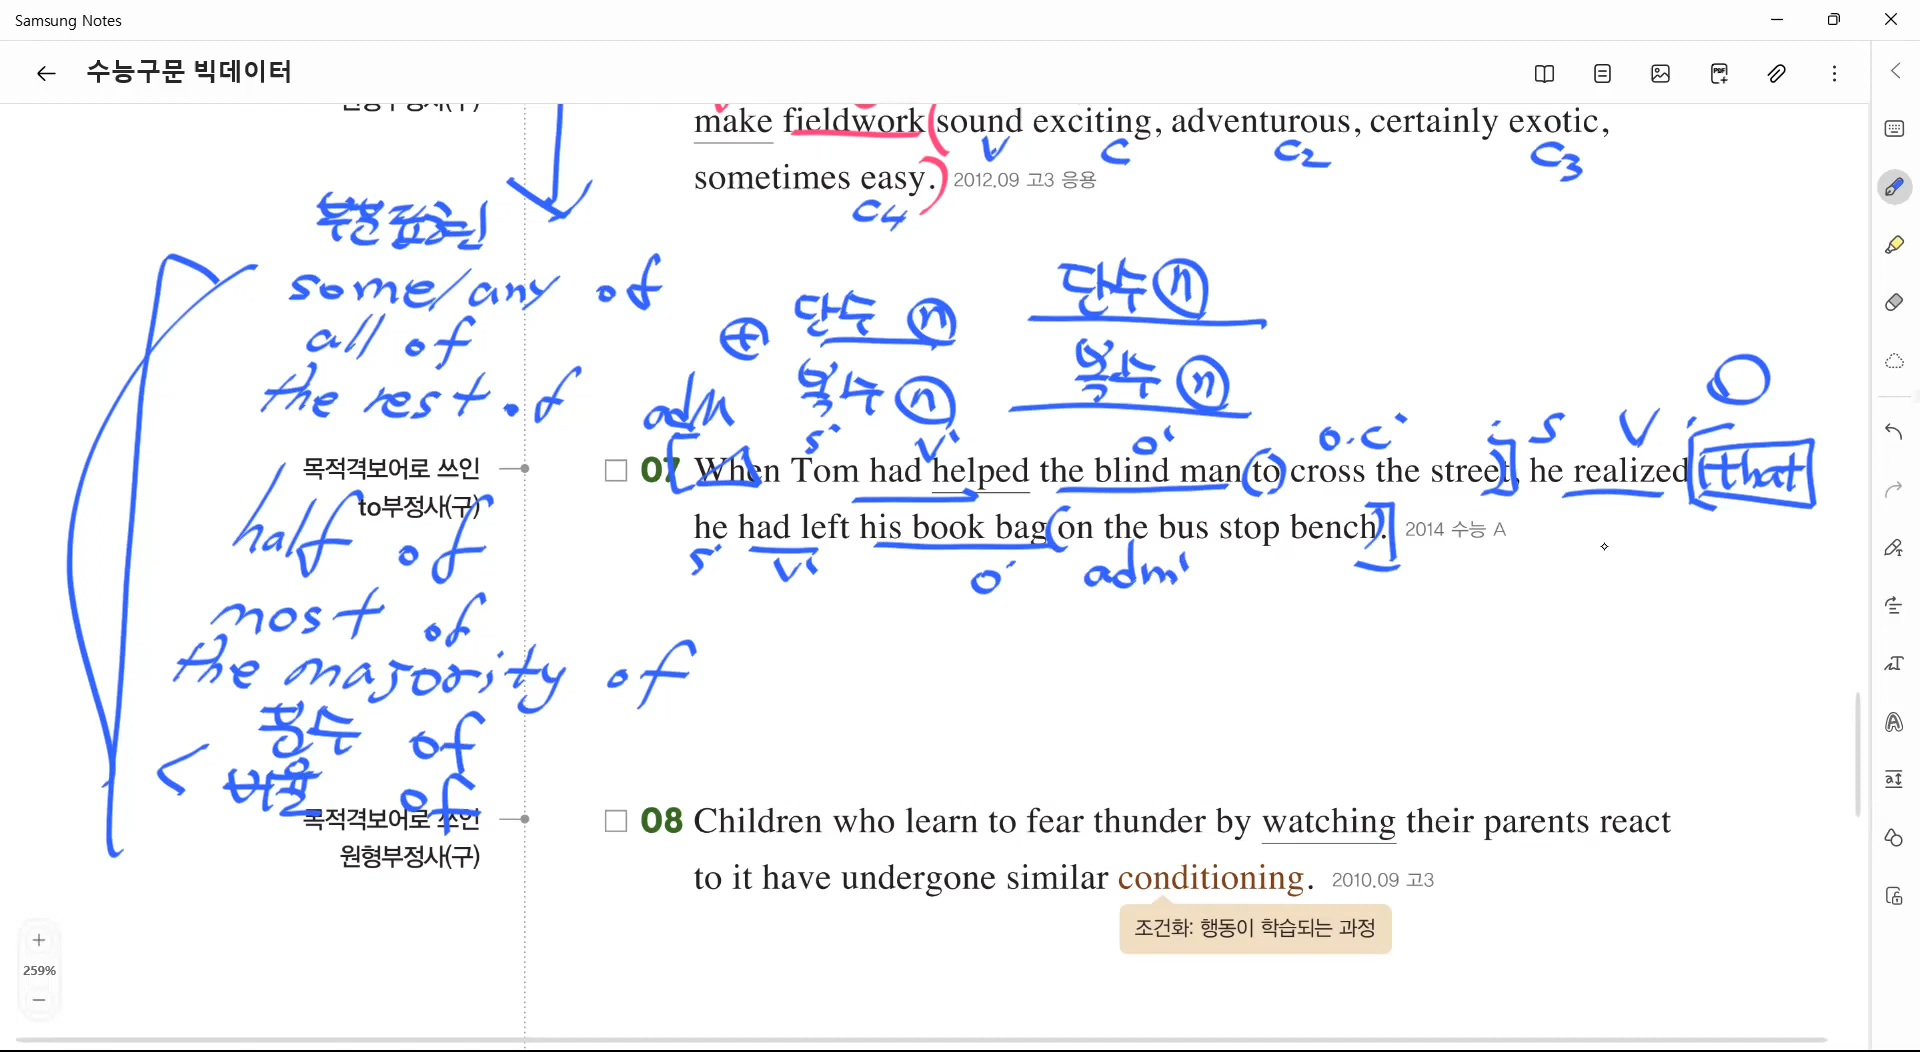 Samsung Notes
수능구문 빅데이터
make fieldwork (sound exciting, adventurous, certainly exotic,
V C C2 C3
sometimes easy.) 2012.09 고3 응용
C4
부분표현
some/any of
all of
the rest of
half of
most of
the majority of
분수 of
< 비율 of
⊕ 단수 n 단수 n
복수 n 복수 n
adM S' V' O' O.C' S V O
목적격보어로 쓰인
to부정사(구)
07 [When Tom had helped the blind man (to) cross the street], he realized [that
he had left his book bag (on the bus stop bench.] 2014 수능 A
S' V' O' adm'
목적격보어로 쓰인
원형부정사(구)
08 Children who learn to fear thunder by watching their parents react
to it have undergone similar conditioning. 2010.09 고3
조건화: 행동이 학습되는 과정
259%